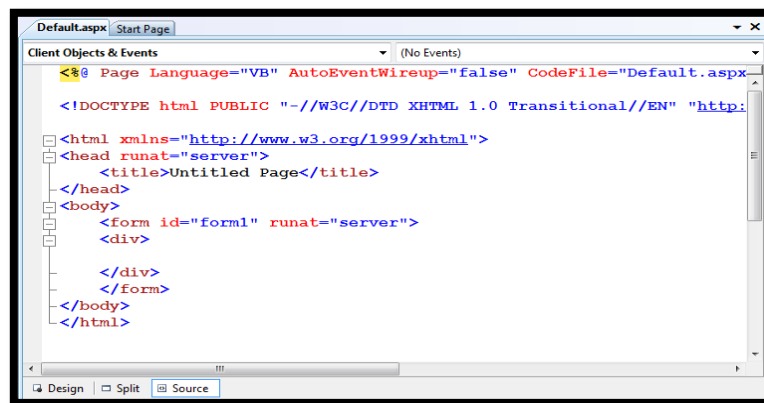 Default.aspx Start Page
Client Objects & Events (No Events)
<%@ Page Language="VB" AutoEventWireup="false" CodeFile="Default.aspx
<!DOCTYPE html PUBLIC "-//W3C//DTD XHTML 1.0 Transitional//EN" "http:
<html xmlns="http://www.w3.org/1999/xhtml">
<head runat="server">
<title>Untitled Page</title>
</head>
<body>
<form id="form1" runat="server">
<div>
</div>
</form>
</body>
</html>
Design Split Source